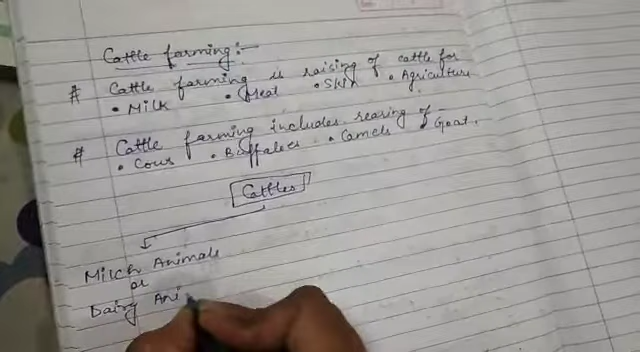 Cattle farming:-
# Cattle farming is raising of cattle for
• Milk • Meat • Skin • Agriculture
# Cattle farming includes rearing of
• Cows • Buffaloes • Camels • Goat.
Cattles
Milch Animals
or
Dairy Ani